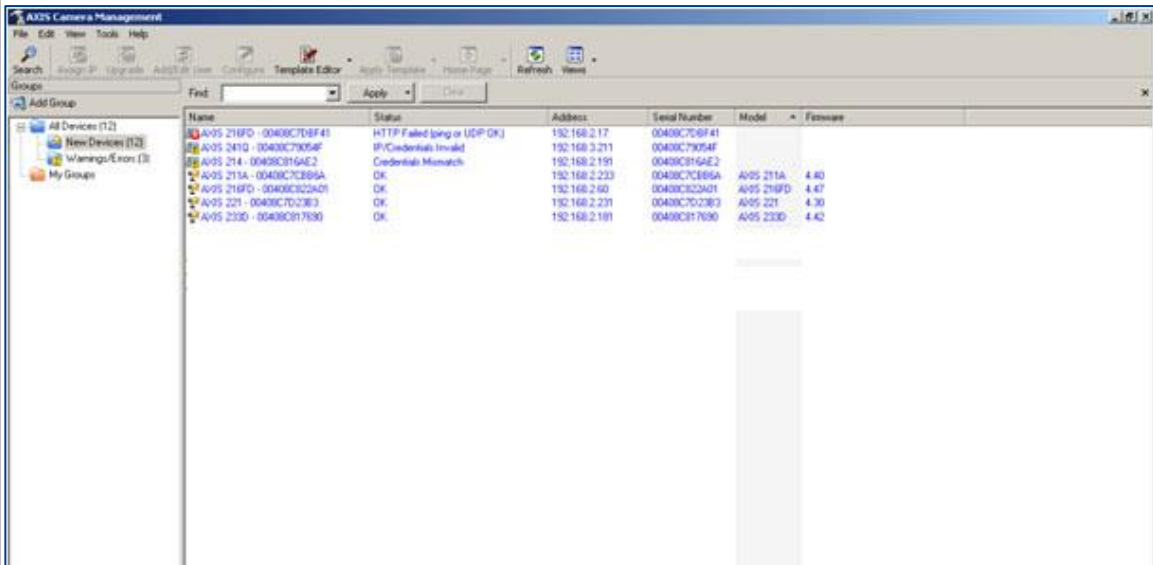 AXIS Camera Management
File Edit View Tools Help
Search Assign IP Upgrade Add/Edit User Configure Template Editor Apply Template Home Page Refresh Views
Groups
Find: Apply Clear
Add Group
Name Status Address Serial Number Model Firmware
All Devices (12)
New Devices (12)
Warnings/Errors (3)
My Groups
AXIS 216FD - 00408C7D8F41 HTTP Failed (ping or UDP OK) 192.168.2.17 00408C7D8F41
AXIS 241Q - 00408C79054F IP/Credentials Invalid 192.168.3.211 00408C79054F
AXIS 214 - 00408C816AE2 Credentials Mismatch 192.168.2.191 00408C816AE2
AXIS 211A - 00408C7CBB6A OK 192.168.2.233 00408C7CBB6A AXIS 211A 4.40
AXIS 216FD - 00408C822A01 OK 192.168.2.60 00408C822A01 AXIS 216FD 4.47
AXIS 221 - 00408C7D23B3 OK 192.168.2.231 00408C7D23B3 AXIS 221 4.30
AXIS 233D - 00408C817690 OK 192.168.2.181 00408C817690 AXIS 233D 4.42